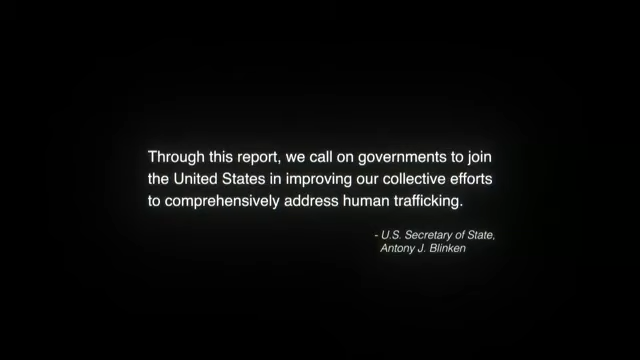 Through this report, we call on governments to join
the United States in improving our collective efforts
to comprehensively address human trafficking.
- U.S. Secretary of State,
Antony J. Blinken